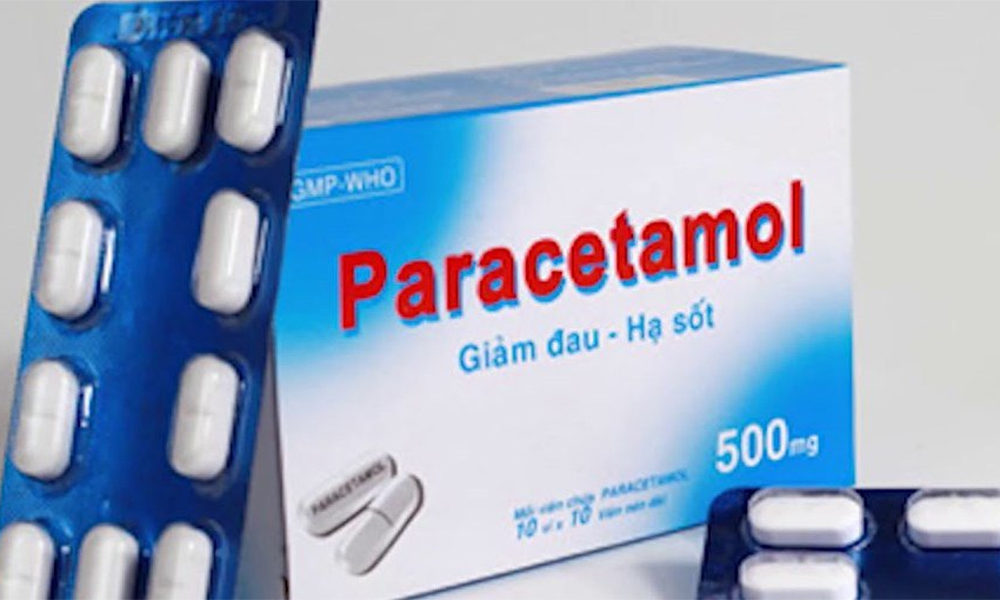 GMP-WHO
Paracetamol
Giảm đau - Hạ sốt
500mg
PARACETAMOL
Mỗi viên chứa PARACETAMOL
10 vỉ x 10 Viên nén dài